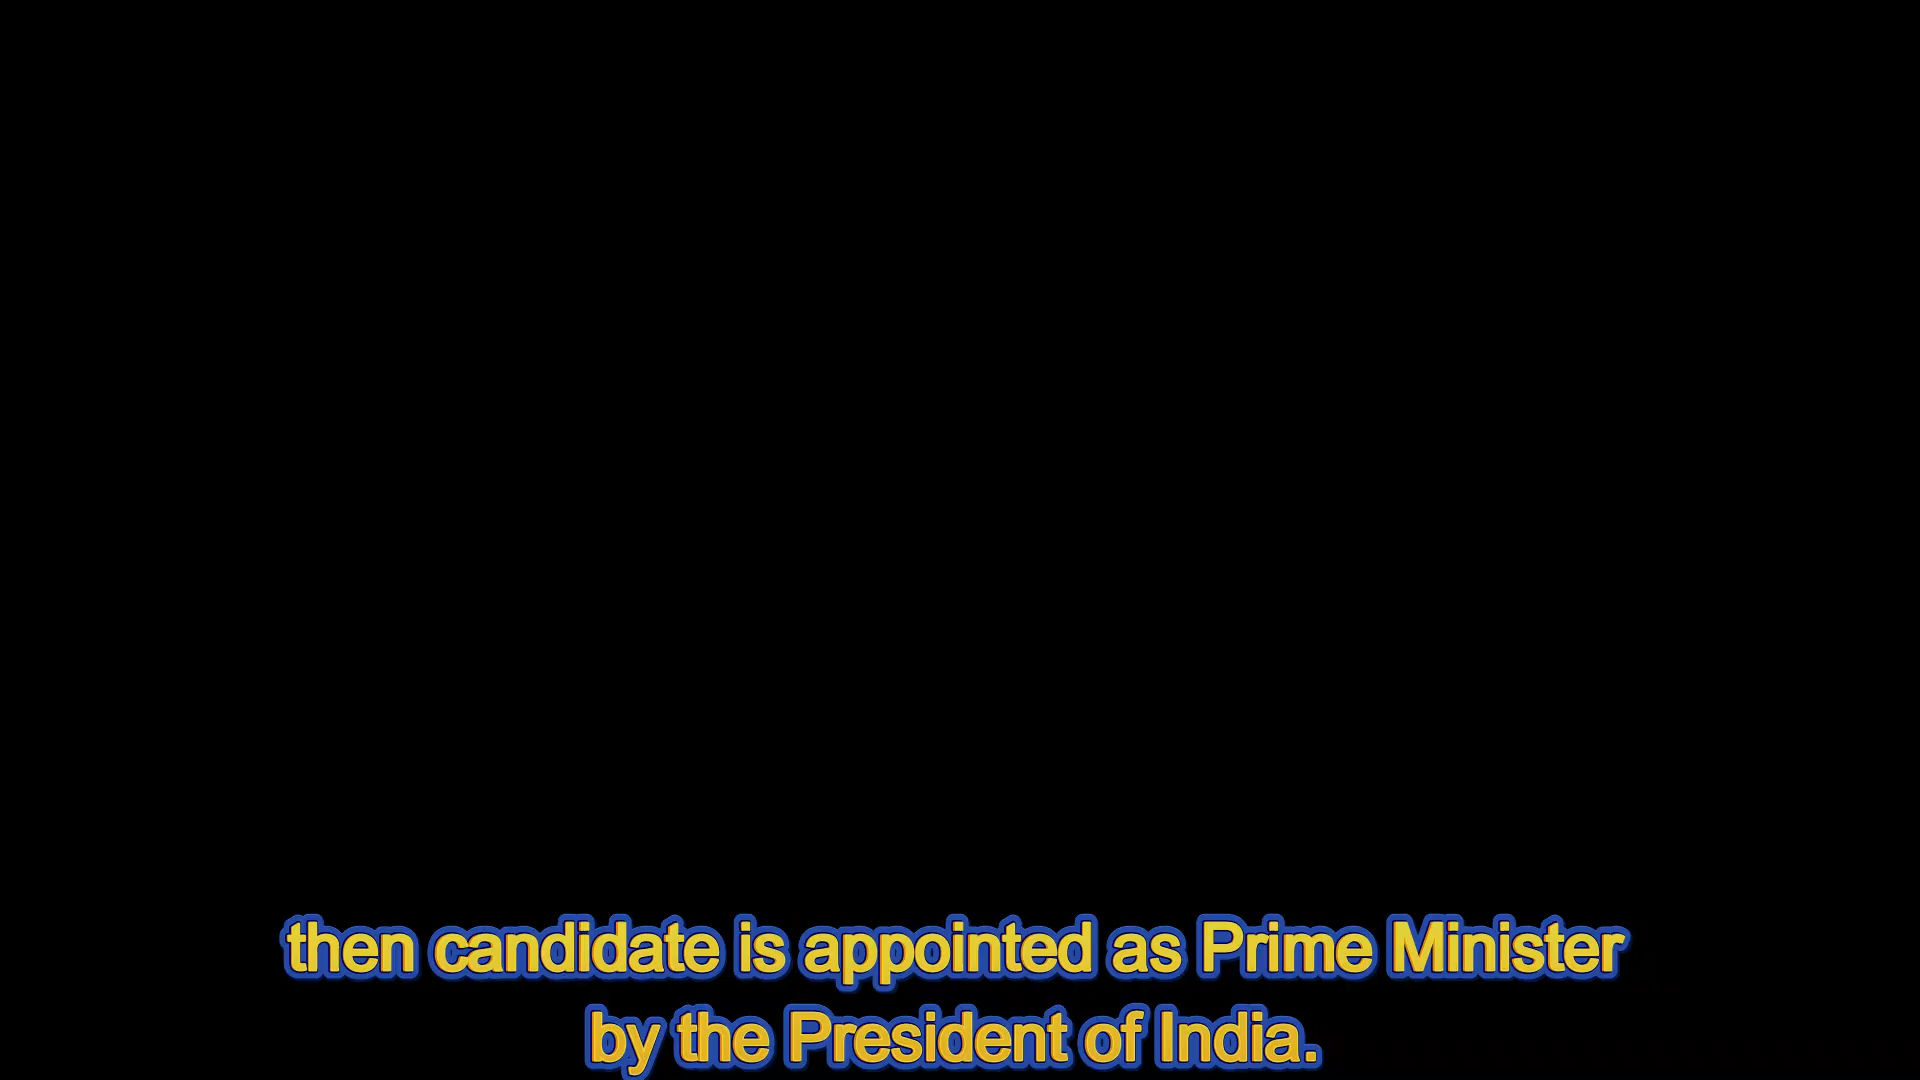 then candidate is appointed as Prime Minister
by the President of India.